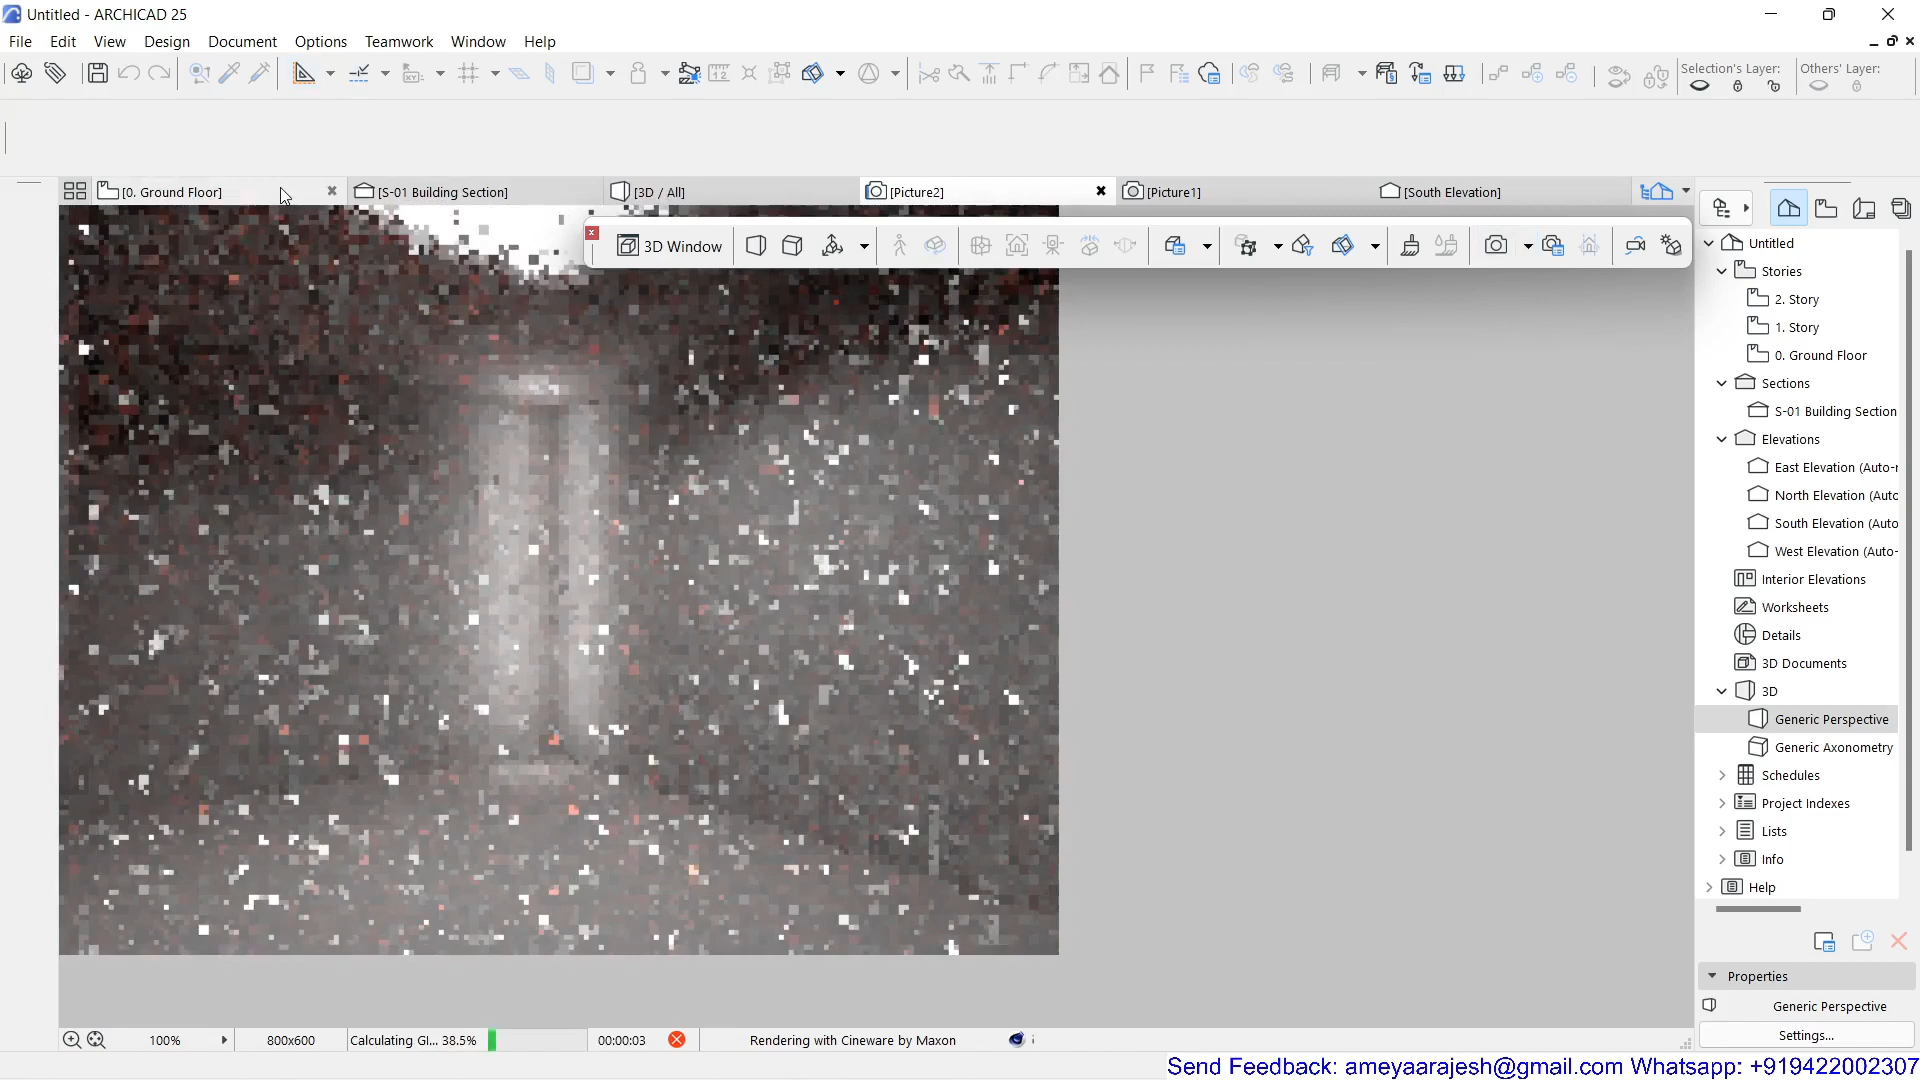 Untitled - ARCHICAD 25
File Edit View Design Document Options Teamwork Window Help
Selection's Layer: Others' Layer:
[0. Ground Floor] [S-01 Building Section] [3D / All] [Picture2] [Picture1] [South Elevation]
3D Window
Untitled
Stories
2. Story
1. Story
0. Ground Floor
Sections
S-01 Building Section
Elevations
East Elevation (Auto-r
North Elevation (Auto
South Elevation (Auto
West Elevation (Auto-
Interior Elevations
Worksheets
Details
3D Documents
3D
Generic Perspective
Generic Axonometry
Schedules
Project Indexes
Lists
Info
Help
Properties
Generic Perspective
Settings...
100% 800x600 Calculating GI... 38.5% 00:00:03 Rendering with Cineware by Maxon
Send Feedback: ameyaarajesh@gmail.com Whatsapp: +919422002307